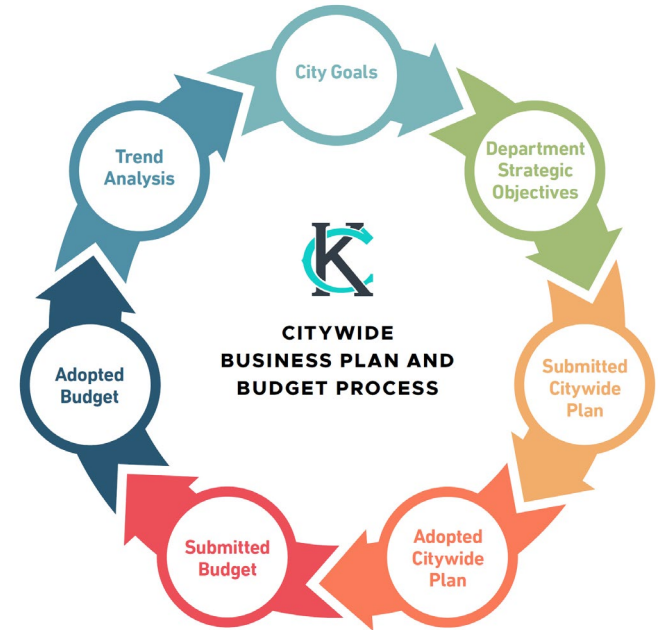 City Goals
Department
Strategic
Objectives
Submitted
Citywide
Plan
Adopted
Citywide
Plan
Submitted
Budget
Adopted
Budget
Trend
Analysis
KC
CITYWIDE
BUSINESS PLAN AND
BUDGET PROCESS